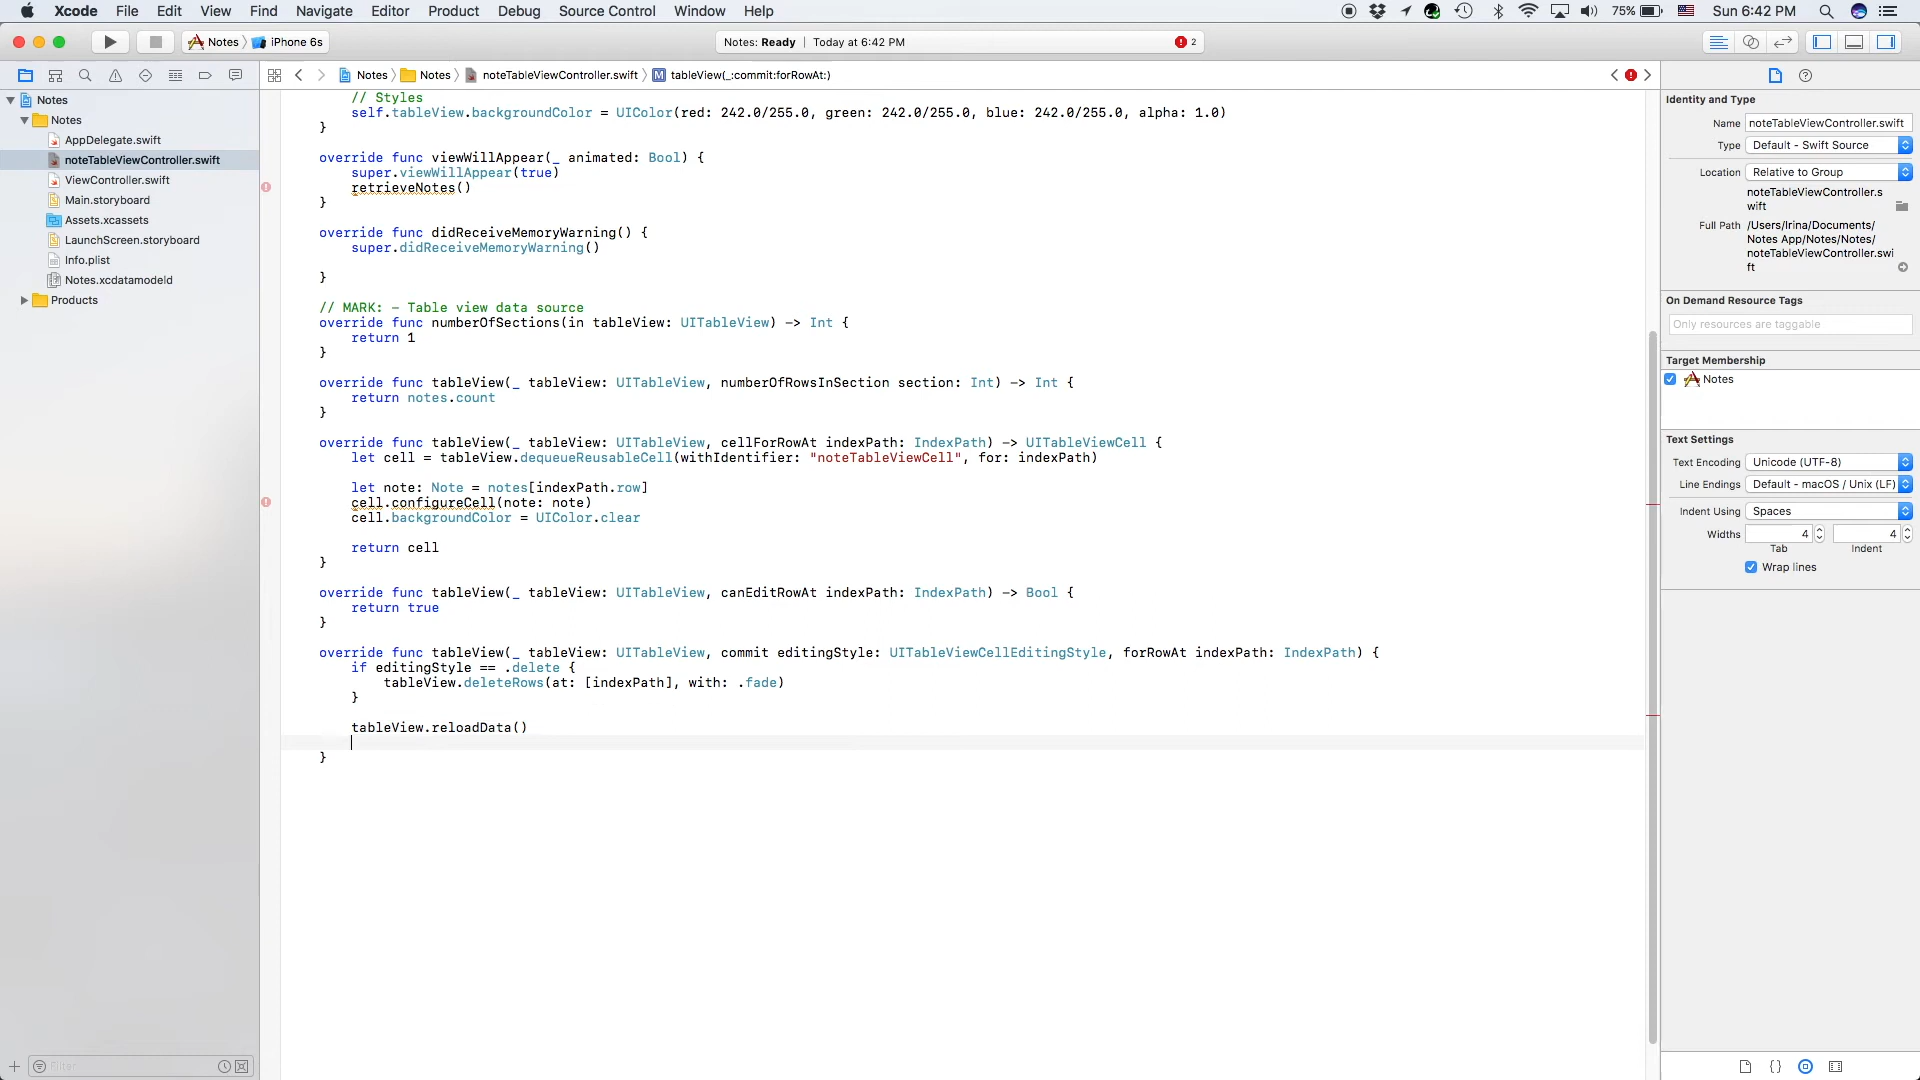 Xcode File Edit View Find Navigate Editor Product Debug Source Control Window Help 75% Sun 6:42 PM
Notes iPhone 6s Notes: Ready | Today at 6:42 PM 2
Notes Notes noteTableViewController.swift M tableView(_:commit:forRowAt:)
Notes
Notes
AppDelegate.swift
noteTableViewController.swift
ViewController.swift
Main.storyboard
Assets.xcassets
LaunchScreen.storyboard
Info.plist
Notes.xcdatamodeld
Products
Filter
// Styles
self.tableView.backgroundColor = UIColor(red: 242.0/255.0, green: 242.0/255.0, blue: 242.0/255.0, alpha: 1.0)
}
override func viewWillAppear(_ animated: Bool) {
super.viewWillAppear(true)
retrieveNotes()
}
override func didReceiveMemoryWarning() {
super.didReceiveMemoryWarning()
}
// MARK: - Table view data source
override func numberOfSections(in tableView: UITableView) -> Int {
return 1
}
override func tableView(_ tableView: UITableView, numberOfRowsInSection section: Int) -> Int {
return notes.count
}
override func tableView(_ tableView: UITableView, cellForRowAt indexPath: IndexPath) -> UITableViewCell {
let cell = tableView.dequeueReusableCell(withIdentifier: "noteTableViewCell", for: indexPath)
let note: Note = notes[indexPath.row]
cell.configureCell(note: note)
cell.backgroundColor = UIColor.clear
return cell
}
override func tableView(_ tableView: UITableView, canEditRowAt indexPath: IndexPath) -> Bool {
return true
}
override func tableView(_ tableView: UITableView, commit editingStyle: UITableViewCellEditingStyle, forRowAt indexPath: IndexPath) {
if editingStyle == .delete {
tableView.deleteRows(at: [indexPath], with: .fade)
}
tableView.reloadData()
}
Identity and Type
Name noteTableViewController.swift
Type Default - Swift Source
Location Relative to Group
noteTableViewController.s
wift
Full Path /Users/Irina/Documents/
Notes App/Notes/Notes/
noteTableViewController.swi
ft
On Demand Resource Tags
Only resources are taggable
Target Membership
Notes
Text Settings
Text Encoding Unicode (UTF-8)
Line Endings Default - macOS / Unix (LF)
Indent Using Spaces
Widths 4 4
Tab Indent
Wrap lines